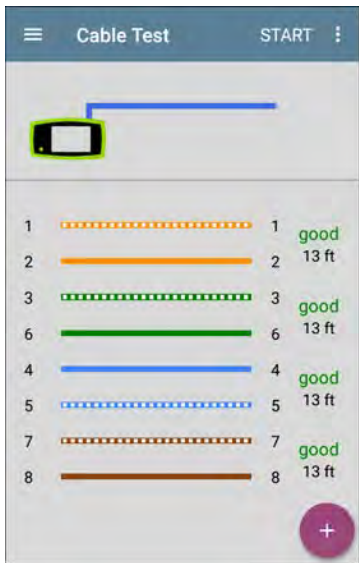 Cable Test START
1 1
good
2 2 13 ft
3 3
good
6 6 13 ft
4 4
good
5 5 13 ft
7 7
good
8 8 13 ft
+